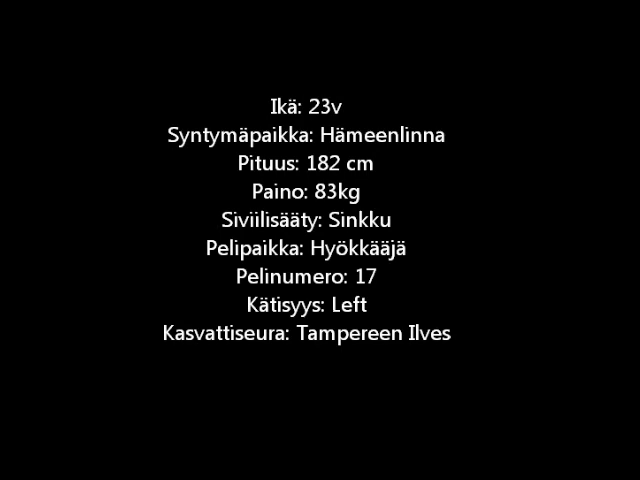 Ikä: 23v
Syntymäpaikka: Hämeenlinna
Pituus: 182 cm
Paino: 83kg
Siviilisääty: Sinkku
Pelipaikka: Hyökkääjä
Pelinumero: 17
Kätisyys: Left
Kasvattiseura: Tampereen Ilves